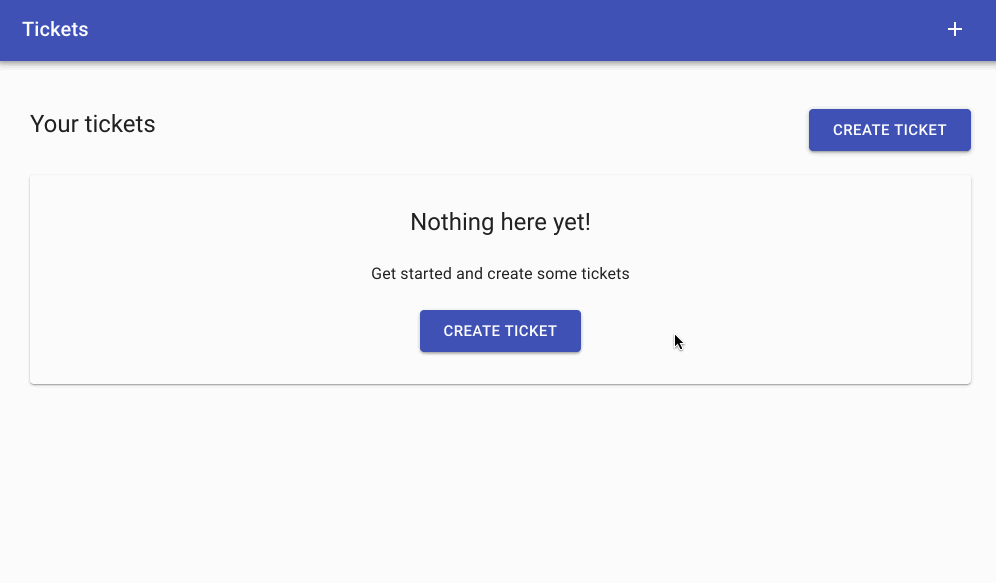 Tickets
Your tickets
CREATE TICKET
Nothing here yet!
Get started and create some tickets
CREATE TICKET